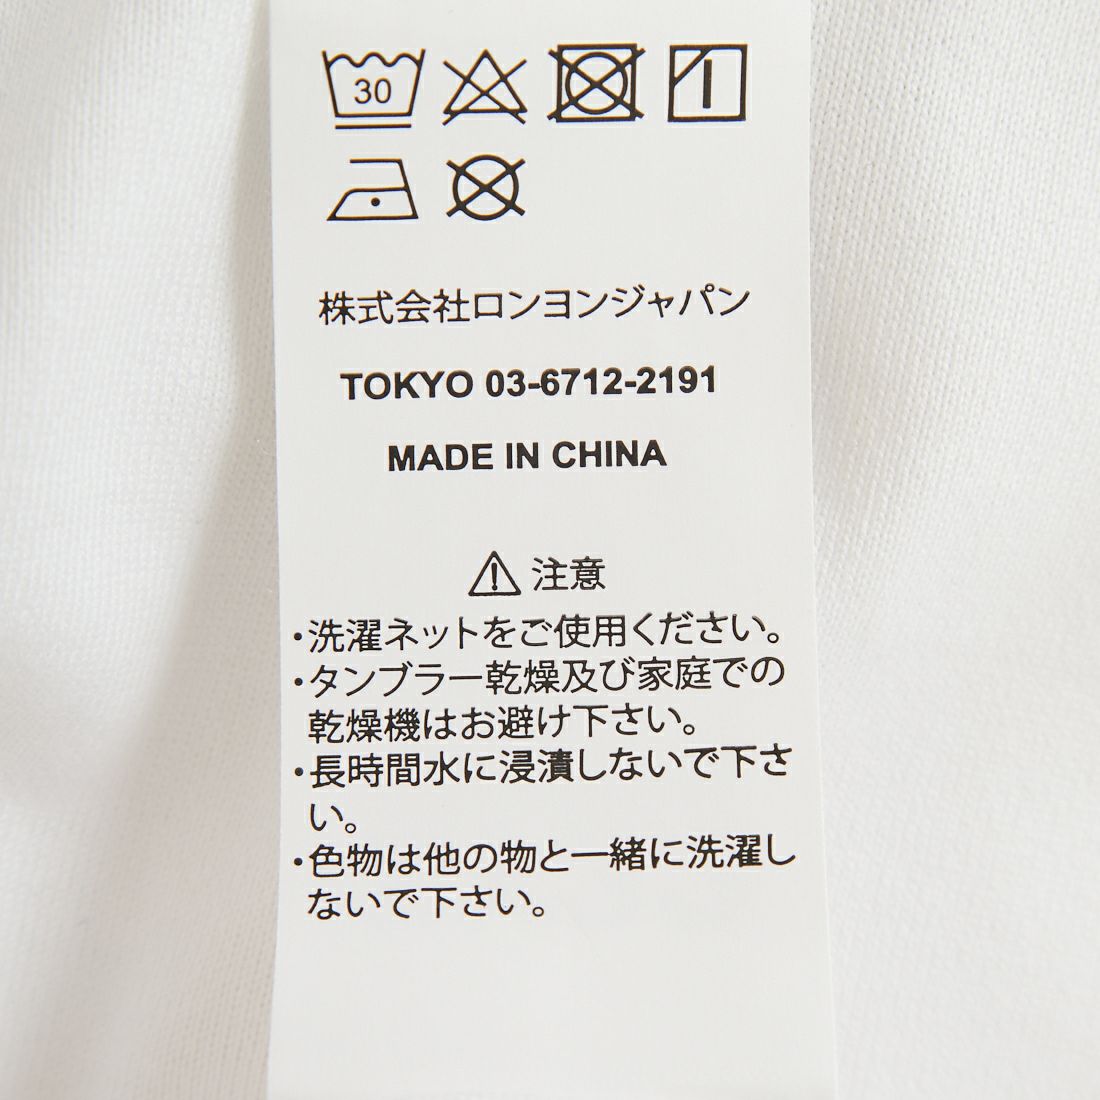 30
株式会社ロンヨンジャパン
TOKYO 03-6712-2191
MADE IN CHINA
注意
・洗濯ネットをご使用ください。
・タンブラー乾燥及び家庭での
乾燥機はお避け下さい。
・長時間水に浸漬しないで下さ
い。
・色物は他の物と一緒に洗濯し
ないで下さい。